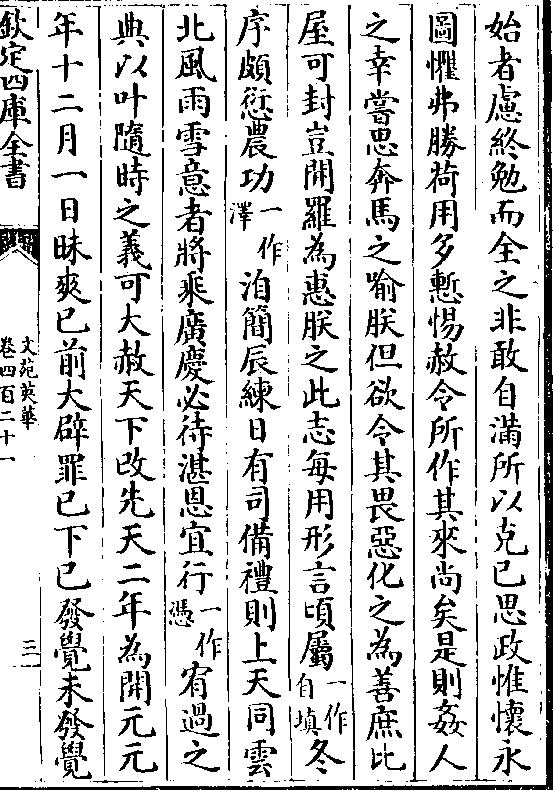 始者慮終勉而全之非敢自滿所以克己思政惟懷永
圖懼弗勝荷用多慙惕赦令所作其來尚矣是則姦人
之幸嘗思奔馬之喻朕但欲令其畏惡化之為善庶比
屋可封豈開羅為惠朕之此志每用形言頃屬一作自填冬
序頗愆農功一作澤洎簡辰練日有司備禮則上天同雲
北風雨雪意者將乘廣慶必待湛恩宜行一作憑宥過之
典以叶隨時之義可大赦天下改先天二年為開元元
年十二月一日昧爽已前大辟罪已下已發覺未發覺
欽定四庫全書
文苑英華
卷四百二十一
三